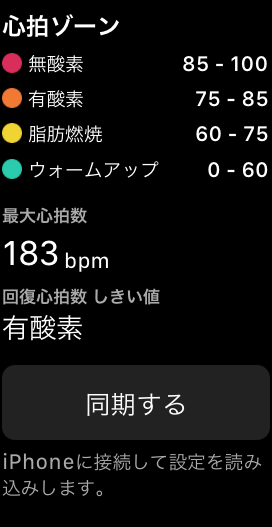 心拍ゾーン
無酸素 85 - 100
有酸素 75 - 85
脂肪燃焼 60 - 75
ウォームアップ 0 - 60
最大心拍数
183 bpm
回復心拍数 しきい値
有酸素
同期する
iPhoneに接続して設定を読み
込みします。